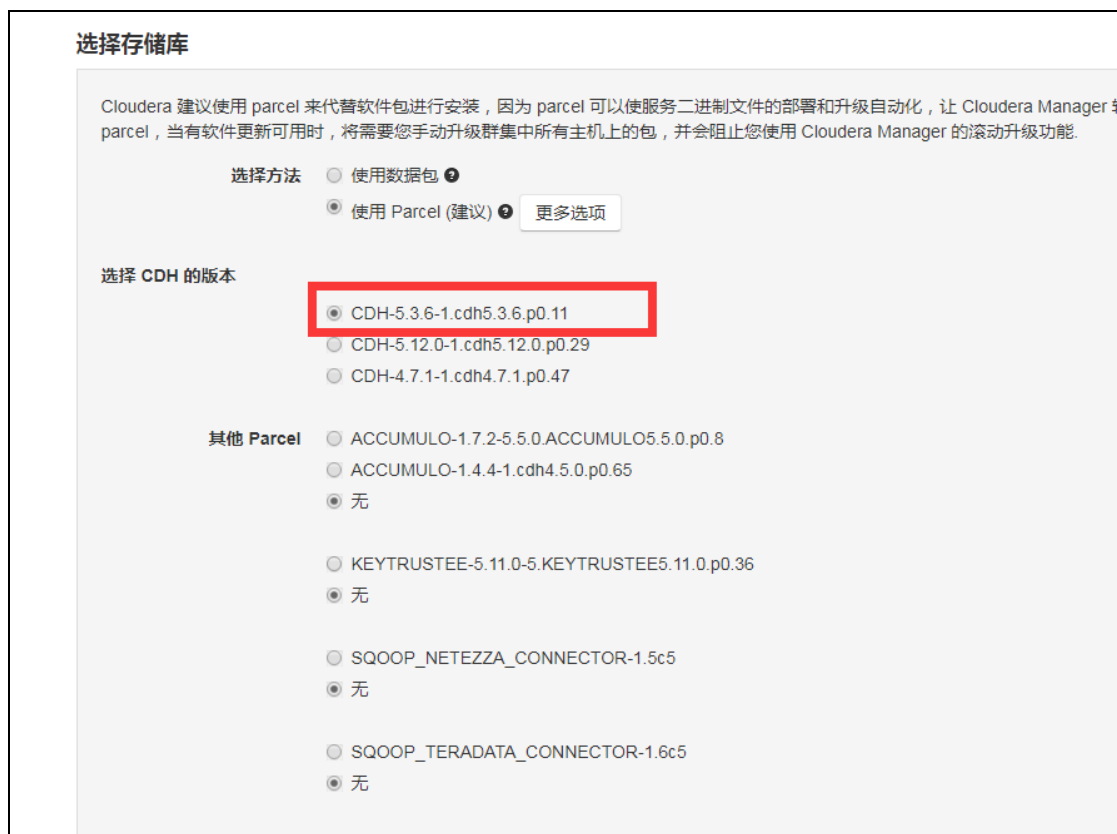 选择存储库
Cloudera 建议使用 parcel 来代替软件包进行安装，因为 parcel 可以使服务二进制文件的部署和升级自动化，让 Cloudera Manager
parcel，当有软件更新可用时，将需要您手动升级群集中所有主机上的包，并会阻止您使用 Cloudera Manager 的滚动升级功能.
选择方法 使用数据包 ?
使用 Parcel (建议) ? 更多选项
选择 CDH 的版本
CDH-5.3.6-1.cdh5.3.6.p0.11
CDH-5.12.0-1.cdh5.12.0.p0.29
CDH-4.7.1-1.cdh4.7.1.p0.47
其他 Parcel ACCUMULO-1.7.2-5.5.0.ACCUMULO5.5.0.p0.8
ACCUMULO-1.4.4-1.cdh4.5.0.p0.65
无
KEYTRUSTEE-5.11.0-5.KEYTRUSTEE5.11.0.p0.36
无
SQOOP_NETEZZA_CONNECTOR-1.5c5
无
SQOOP_TERADATA_CONNECTOR-1.6c5
无